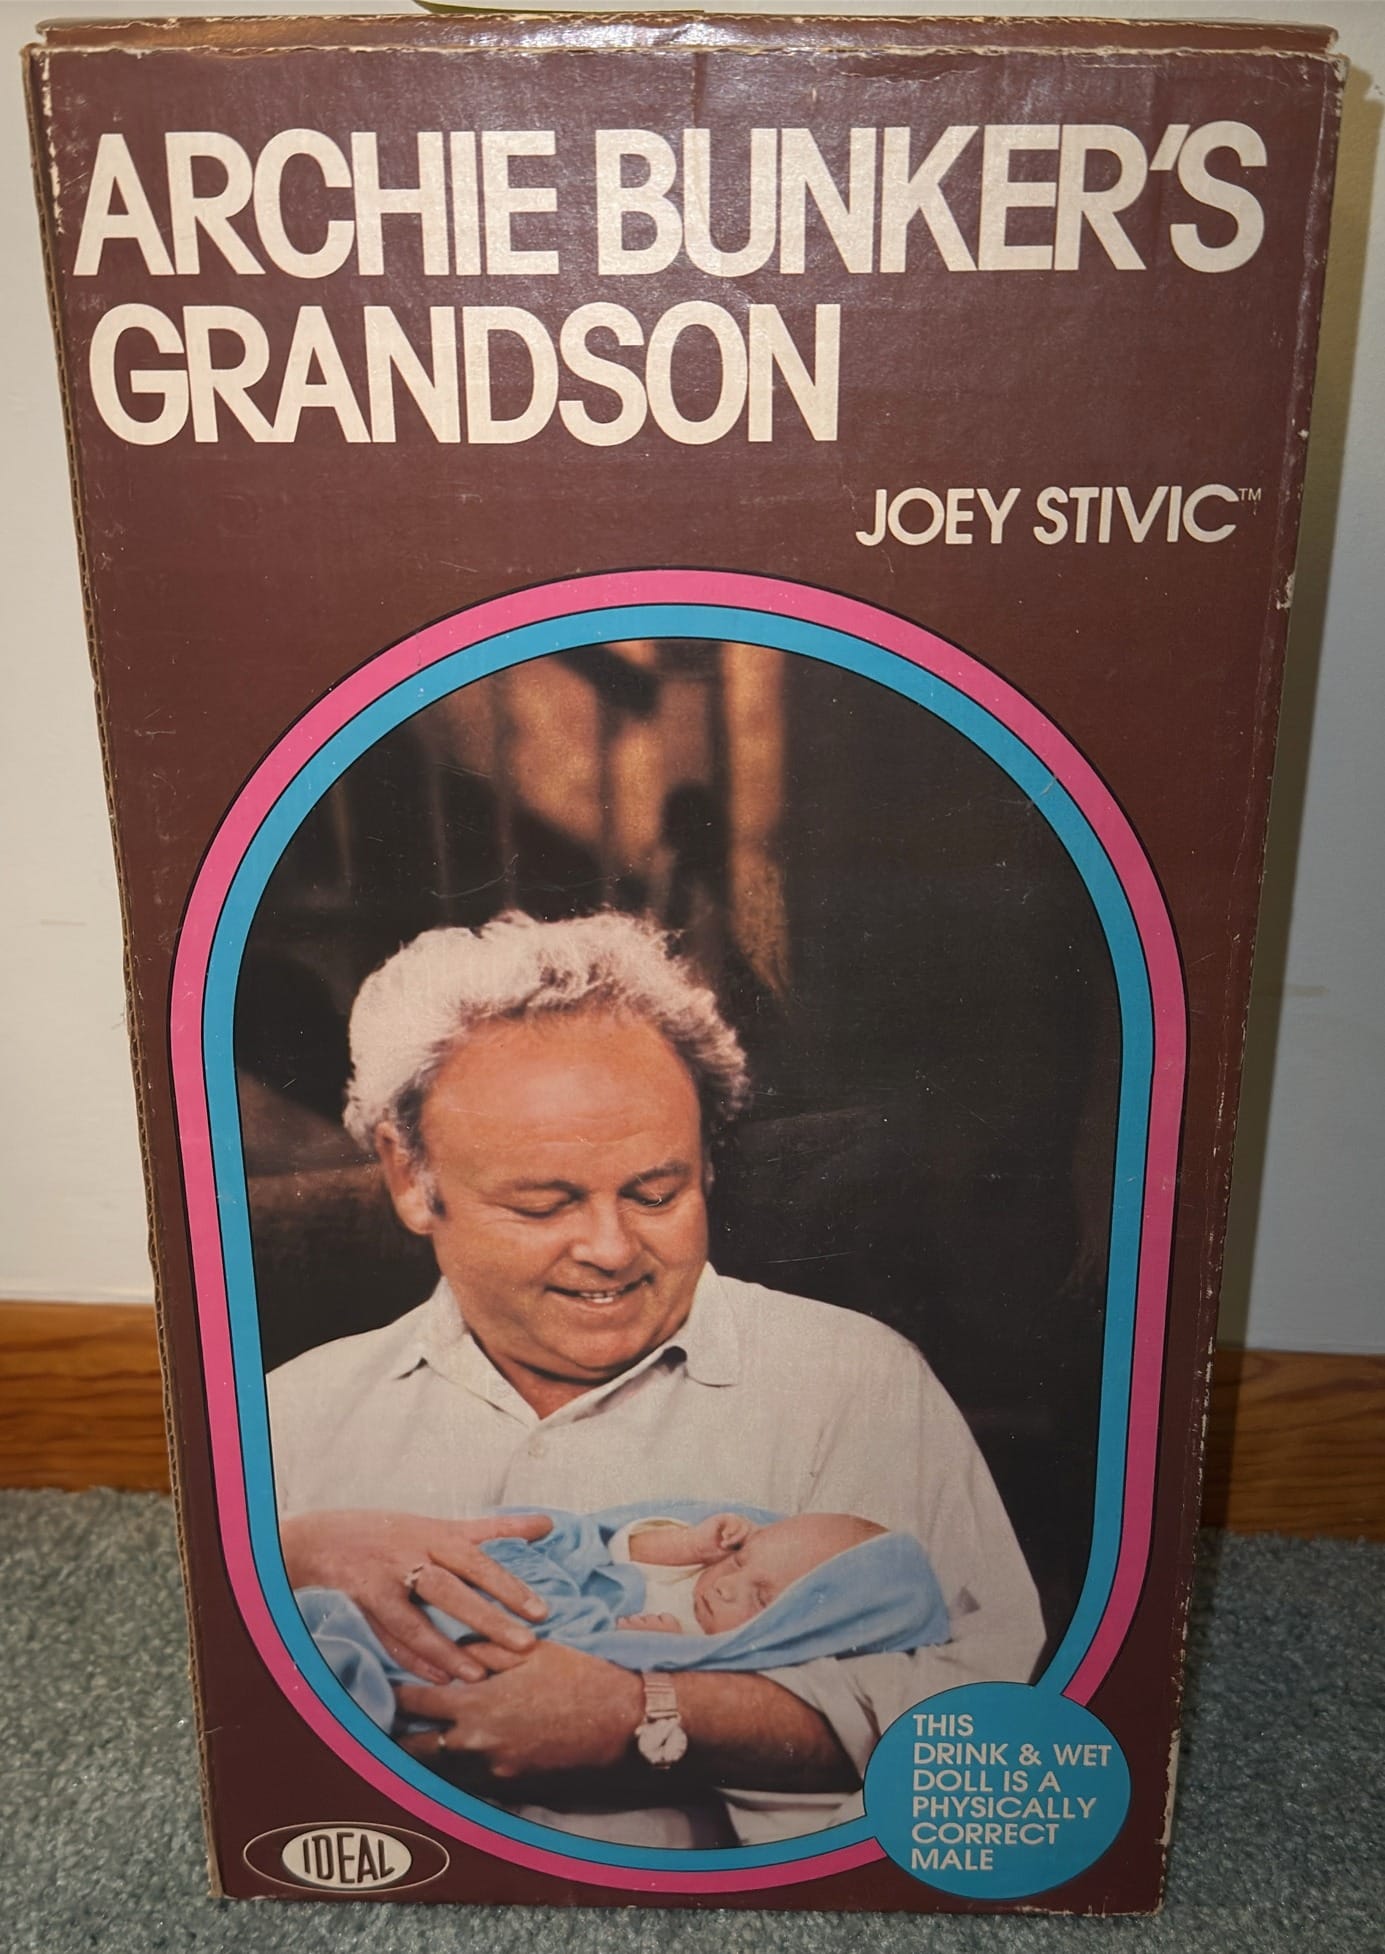 ARCHIE BUNKER'S
GRANDSON
JOEY STIVIC™
THIS
DRINK & WET
DOLL IS A
PHYSICALLY
CORRECT
MALE
IDEAL